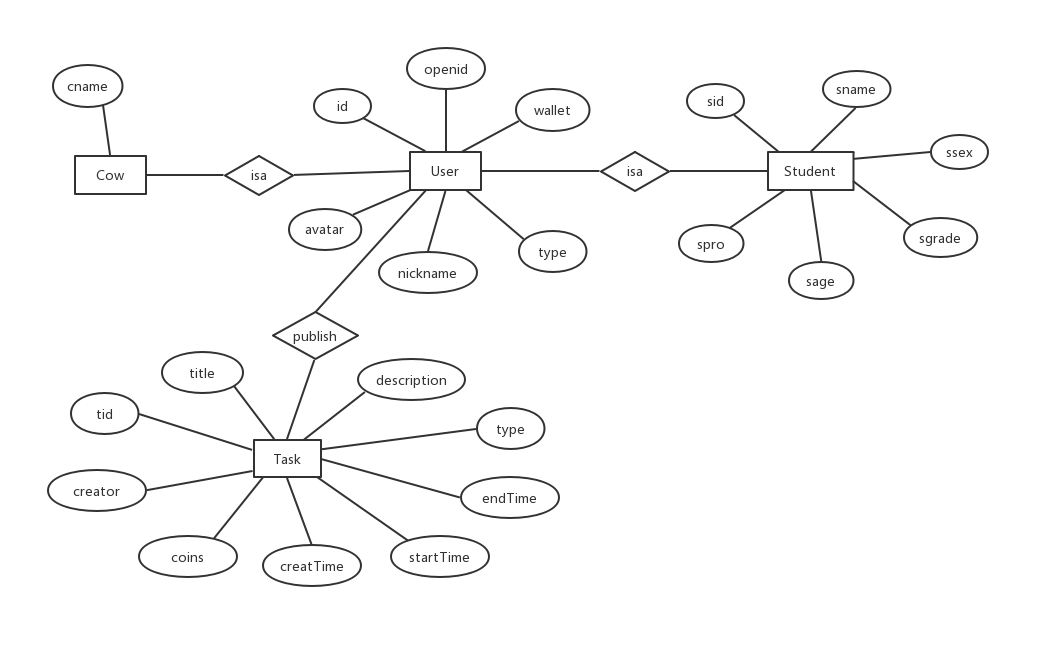 openid
cname
id
wallet
sid
sname
ssex
Cow
isa
User
isa
Student
avatar
nickname
type
spro
sage
sgrade
publish
title
description
tid
type
Task
creator
endTime
coins
creatTime
startTime